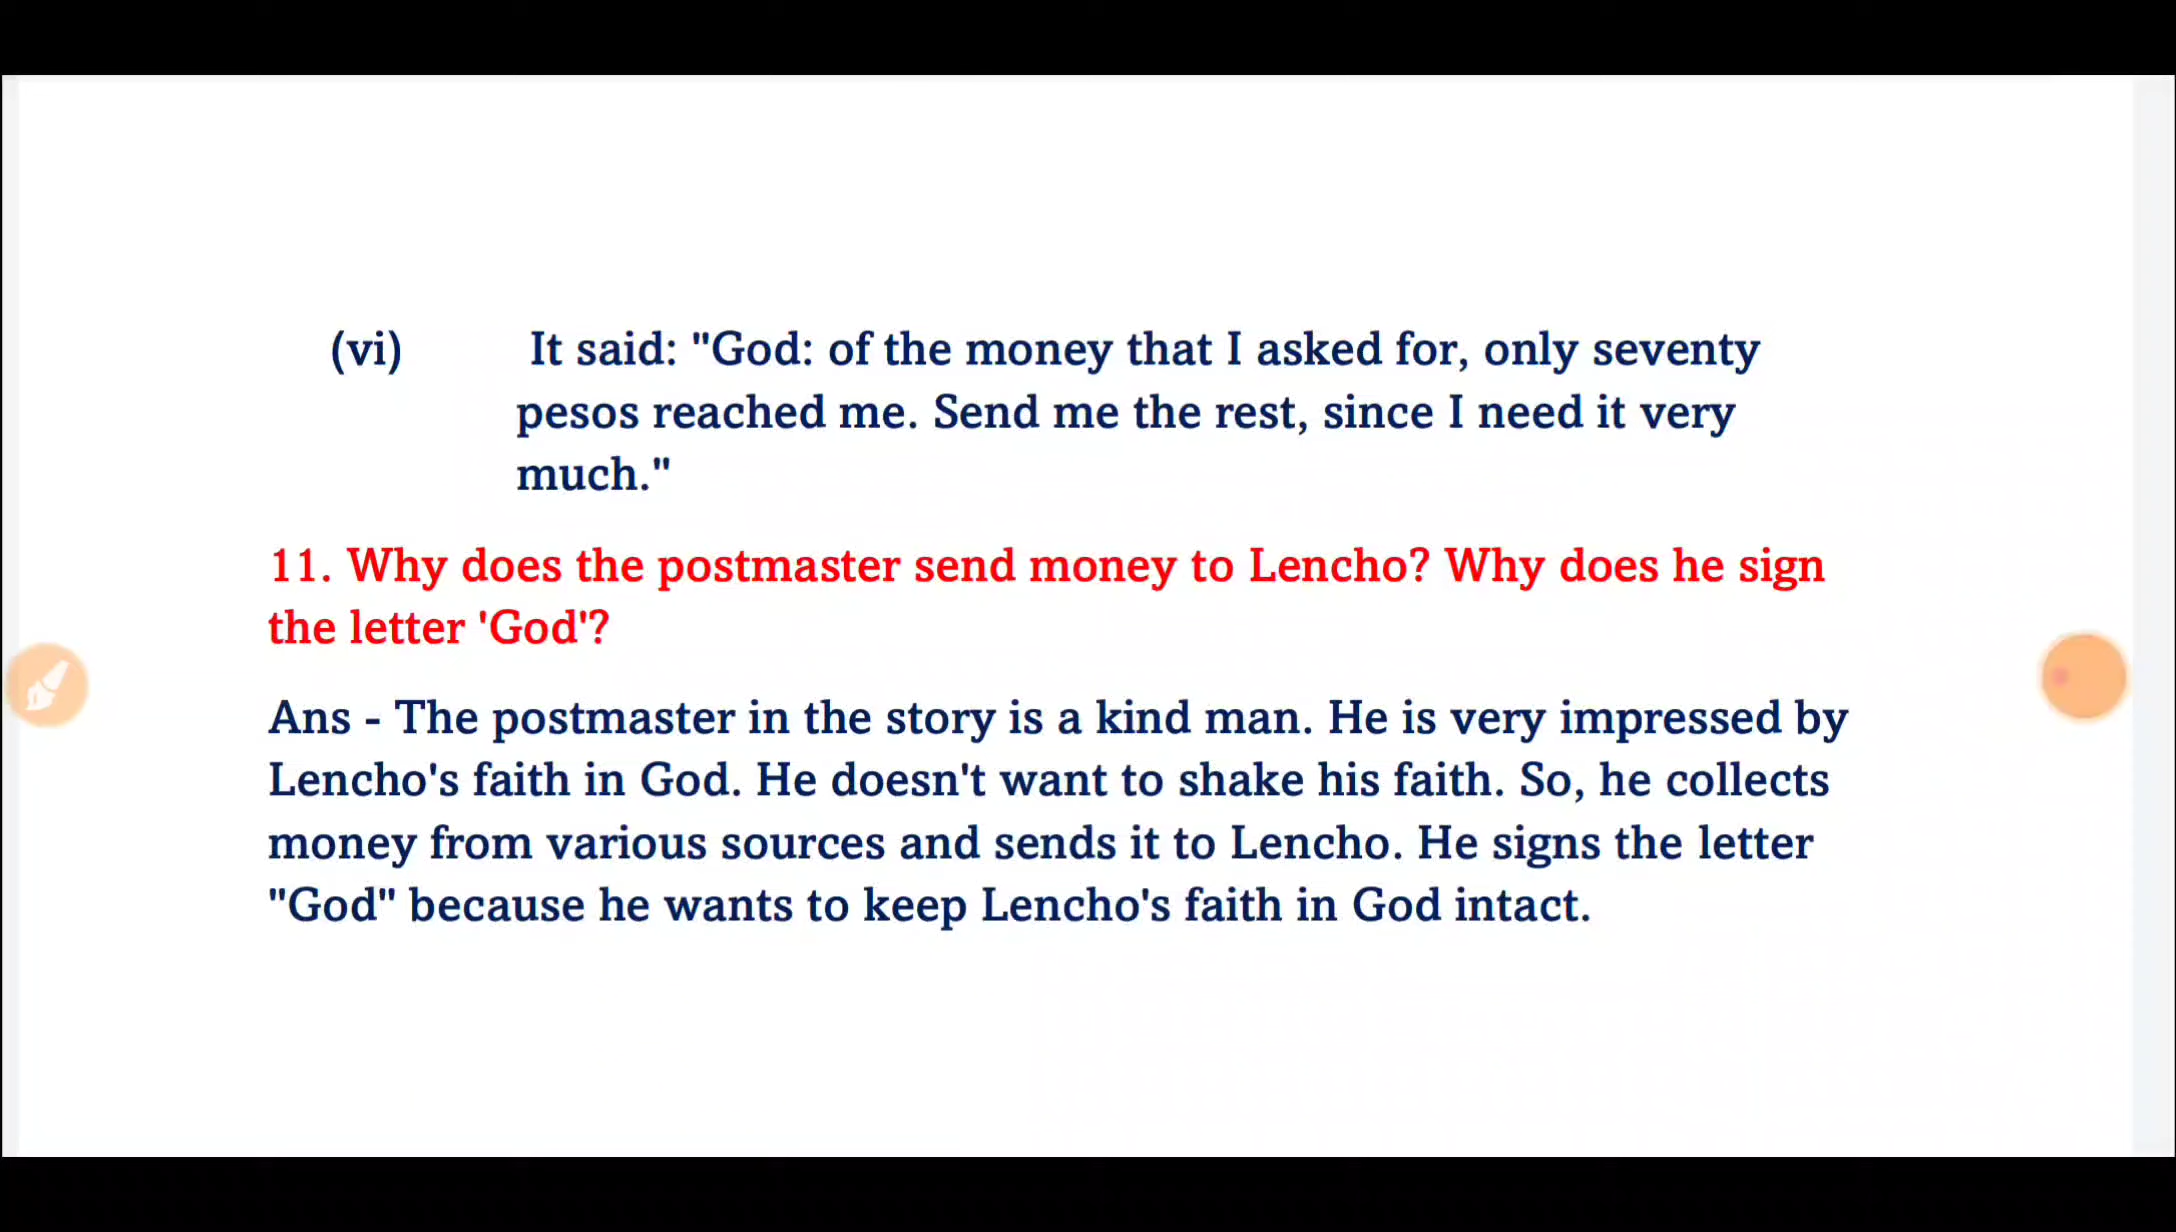 (vi) It said: "God: of the money that I asked for, only seventy
pesos reached me. Send me the rest, since I need it very
much."
11. Why does the postmaster send money to Lencho? Why does he sign
the letter 'God'?
Ans - The postmaster in the story is a kind man. He is very impressed by
Lencho's faith in God. He doesn't want to shake his faith. So, he collects
money from various sources and sends it to Lencho. He signs the letter
"God" because he wants to keep Lencho's faith in God intact.